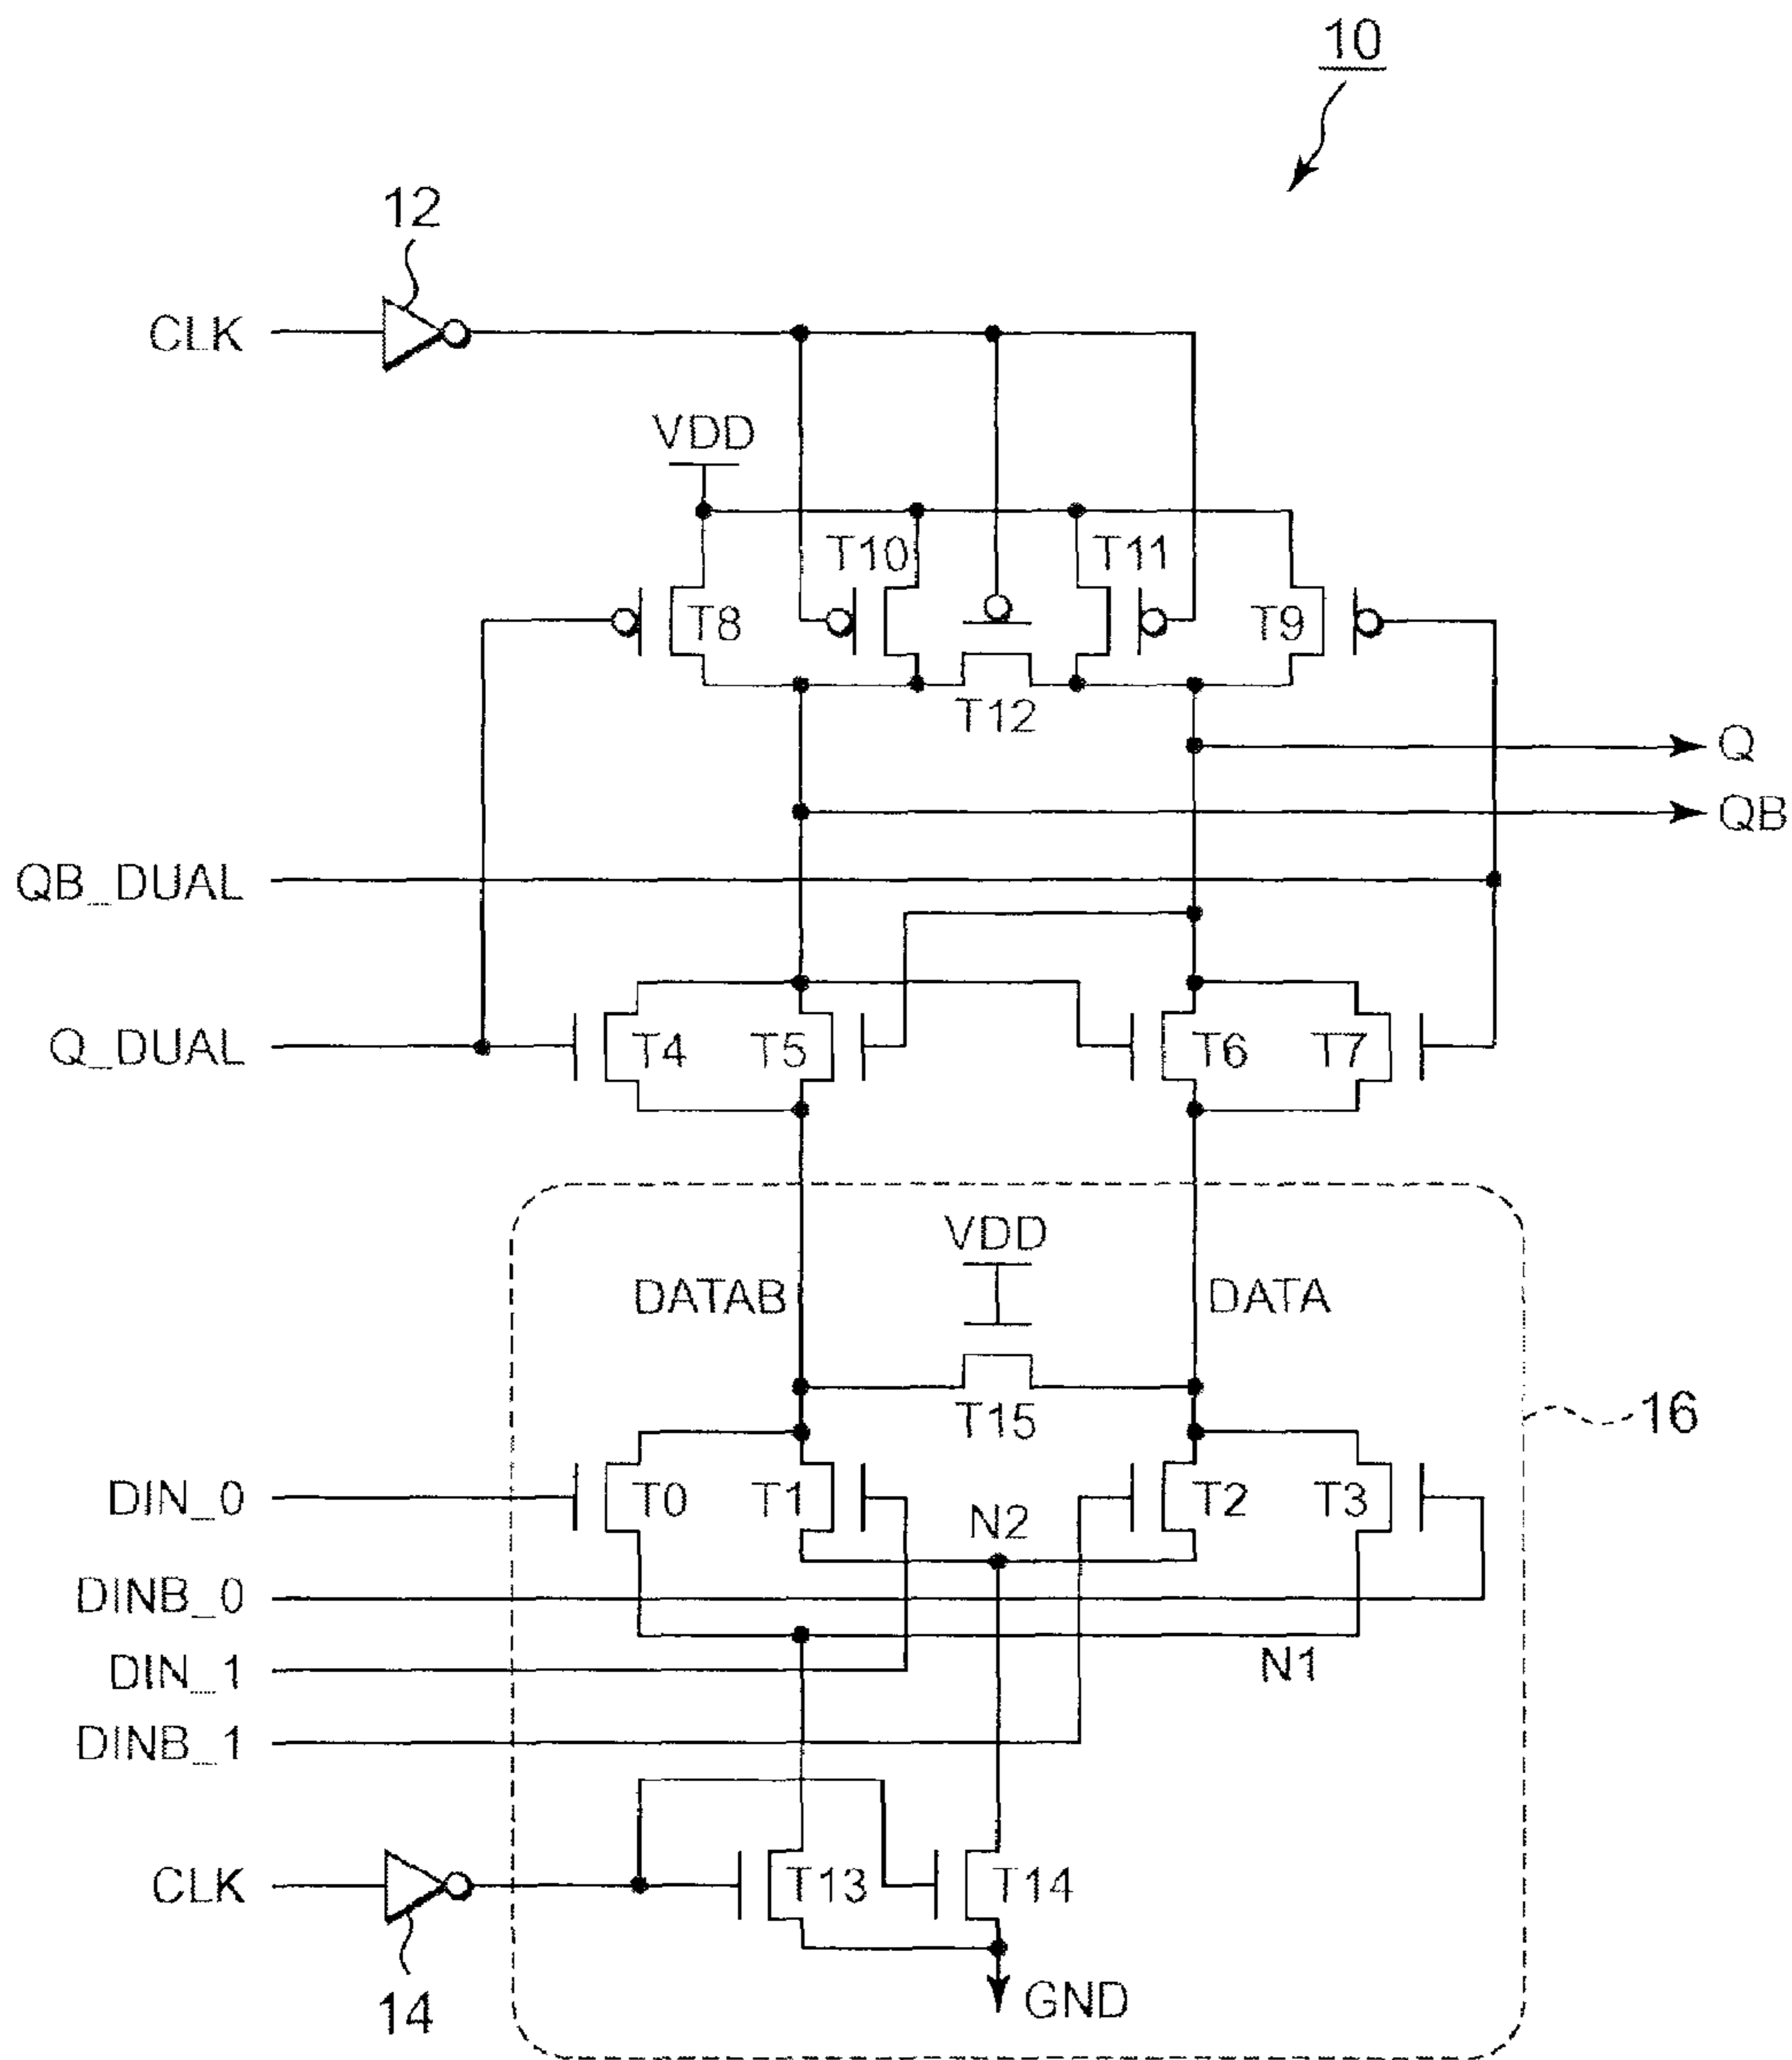 10
12
CLK
VDD
T10 T11
T8 T9
T12
Q
QB
QB_DUAL
Q_DUAL T4 T5 T6 T7
VDD
DATAB DATA
T15 16
DIN_0 T0 T1 T2 T3
N2
DINB_0
DIN_1 N1
DINB_1
CLK T13 T14
14 GND